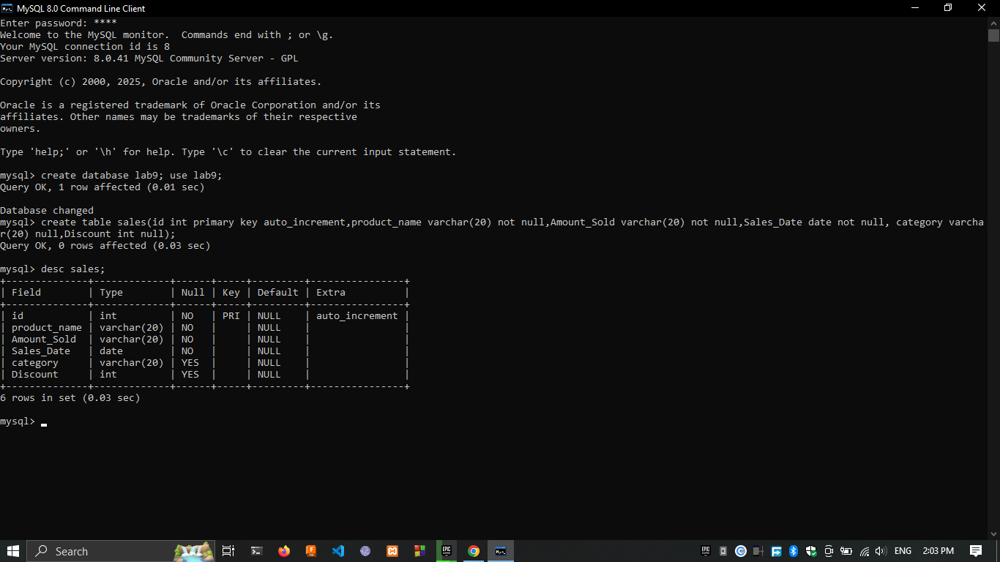 MySQL 8.0 Command Line Client
Enter password: ****
Welcome to the MySQL monitor.  Commands end with ; or \g.
Your MySQL connection id is 8
Server version: 8.0.41 MySQL Community Server - GPL
Copyright (c) 2000, 2025, Oracle and/or its affiliates.
Oracle is a registered trademark of Oracle Corporation and/or its
affiliates. Other names may be trademarks of their respective
owners.
Type 'help;' or '\h' for help. Type '\c' to clear the current input statement.
mysql> create database lab9; use lab9;
Query OK, 1 row affected (0.01 sec)
Database changed
mysql> create table sales(id int primary key auto_increment,product_name varchar(20) not null,Amount_Sold varchar(20) not null,Sales_Date date not null, category varcha
r(20) null,Discount int null);
Query OK, 0 rows affected (0.03 sec)
mysql> desc sales;
+--------------+-------------+------+-----+---------+----------------+
| Field        | Type        | Null | Key | Default | Extra          |
+--------------+-------------+------+-----+---------+----------------+
| id           | int         | NO   | PRI | NULL    | auto_increment |
| product_name | varchar(20) | NO   |     | NULL    |                |
| Amount_Sold  | varchar(20) | NO   |     | NULL    |                |
| Sales_Date   | date        | NO   |     | NULL    |                |
| category     | varchar(20) | YES  |     | NULL    |                |
| Discount     | int         | YES  |     | NULL    |                |
+--------------+-------------+------+-----+---------+----------------+
6 rows in set (0.03 sec)
mysql>
Search
ENG
2:03 PM